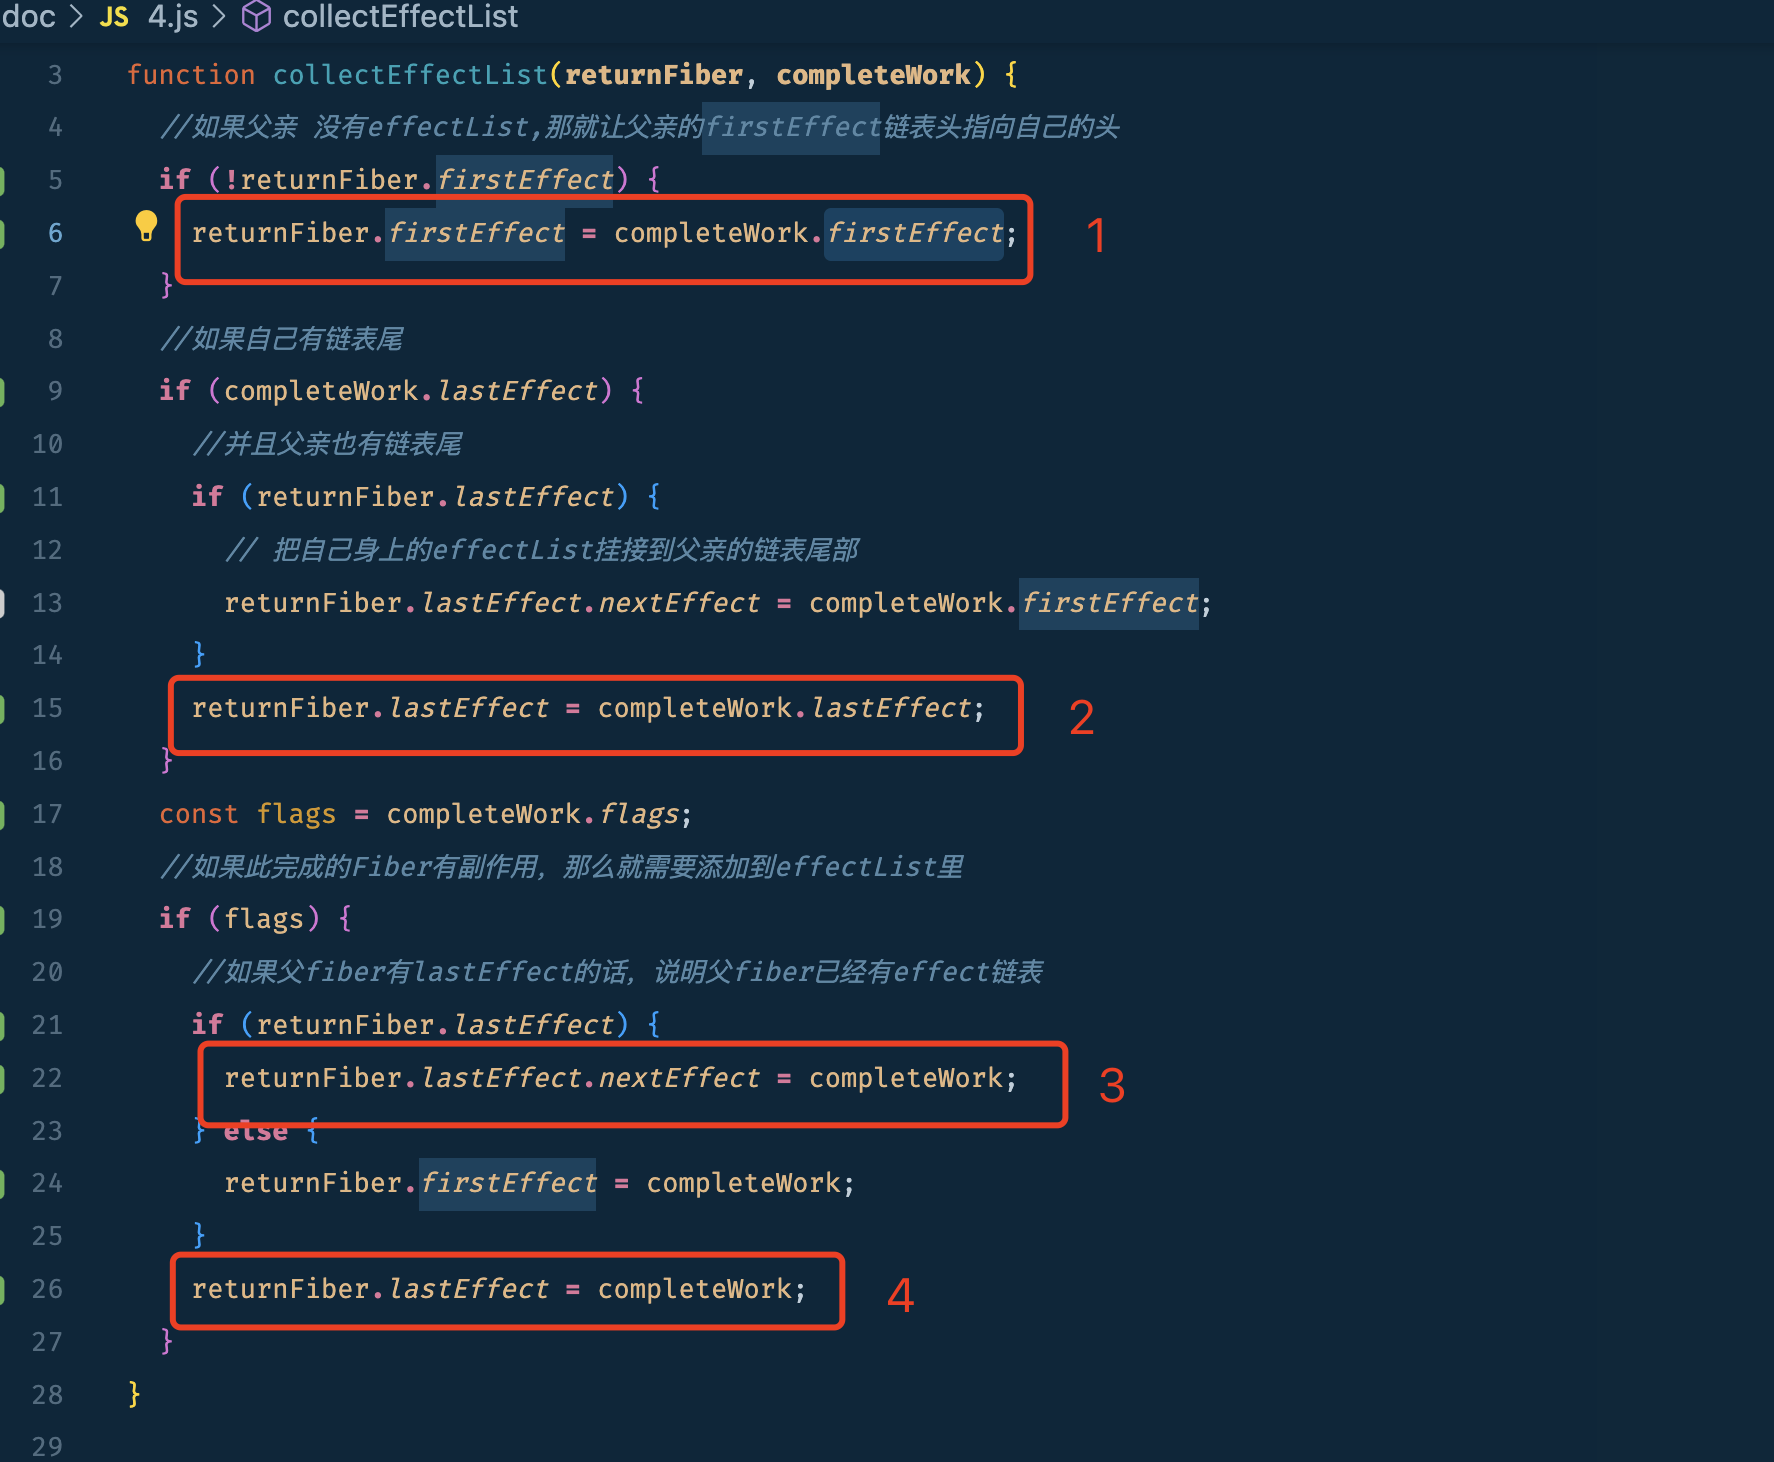 doc > JS 4.js > collectEffectList
3 function collectEffectList(returnFiber, completeWork) {
4 //如果父亲 没有effectList,那就让父亲的firstEffect链表头指向自己的头
5 if (!returnFiber.firstEffect) {
6 returnFiber.firstEffect = completeWork.firstEffect; 1
7 }
8 //如果自己有链表尾
9 if (completeWork.lastEffect) {
10 //并且父亲也有链表尾
11 if (returnFiber.lastEffect) {
12 // 把自己身上的effectList挂接到父亲的链表尾部
13 returnFiber.lastEffect.nextEffect = completeWork.firstEffect;
14 }
15 returnFiber.lastEffect = completeWork.lastEffect; 2
16 }
17 const flags = completeWork.flags;
18 //如果此完成的Fiber有副作用，那么就需要添加到effectList里
19 if (flags) {
20 //如果父fiber有lastEffect的话，说明父fiber已经有effect链表
21 if (returnFiber.lastEffect) {
22 returnFiber.lastEffect.nextEffect = completeWork; 3
23 } else {
24 returnFiber.firstEffect = completeWork;
25 }
26 returnFiber.lastEffect = completeWork; 4
27 }
28 }
29